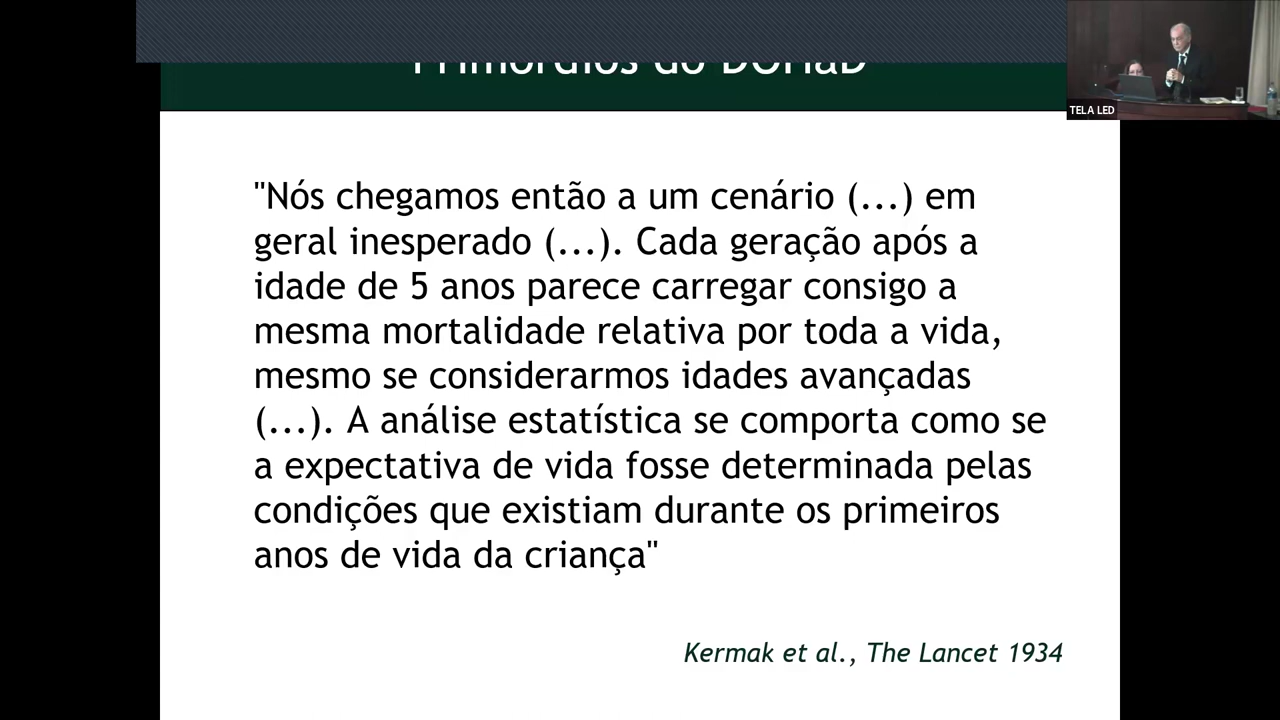 Primórdios do DOHaD
TELA LED
"Nós chegamos então a um cenário (...) em
geral inesperado (...). Cada geração após a
idade de 5 anos parece carregar consigo a
mesma mortalidade relativa por toda a vida,
mesmo se considerarmos idades avançadas
(...). A análise estatística se comporta como se
a expectativa de vida fosse determinada pelas
condições que existiam durante os primeiros
anos de vida da criança"
Kermak et al., The Lancet 1934